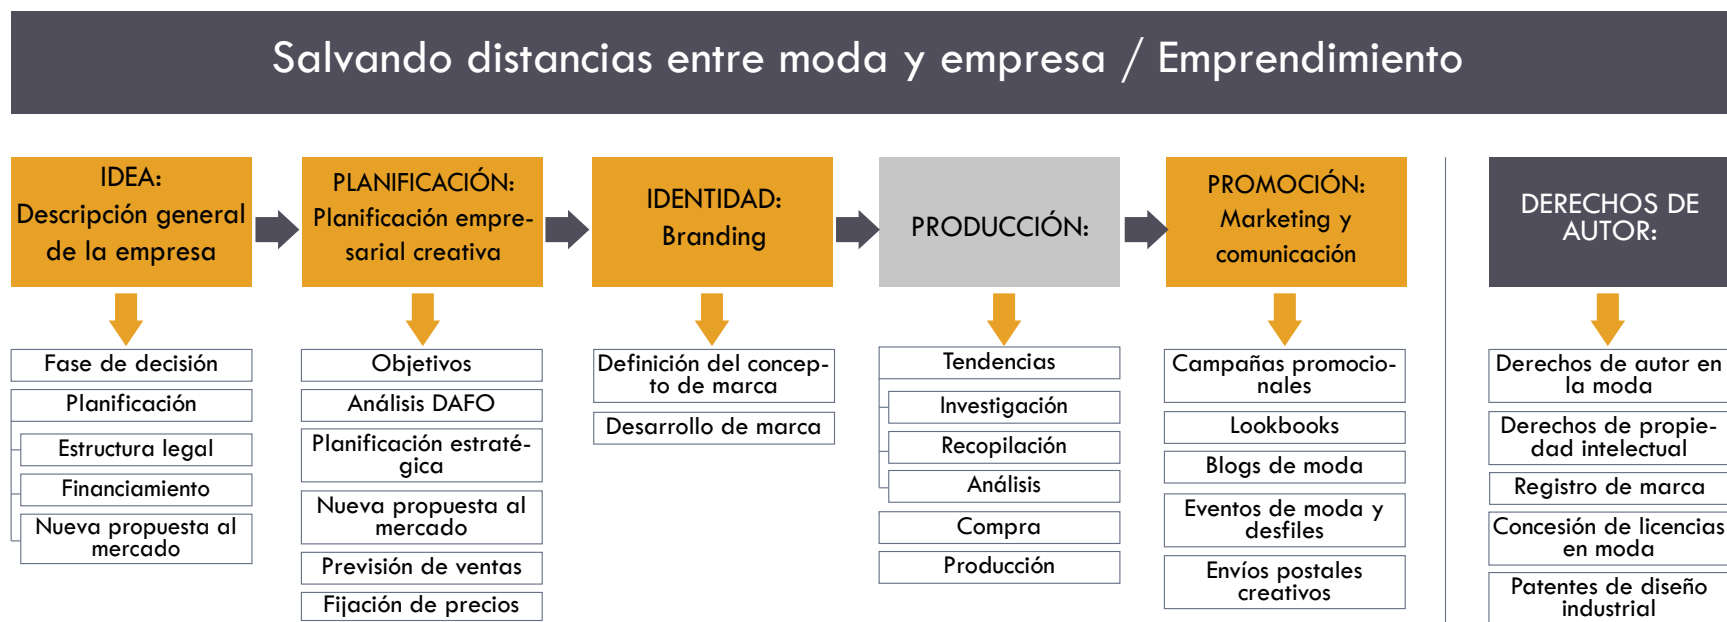 Salvando distancias entre moda y empresa / Emprendimiento
IDEA:
Descripción general
de la empresa
Fase de decisión
Planificación
Estructura legal
Financiamiento
Nueva propuesta al
mercado
PLANIFICACIÓN:
Planificación empre-
sarial creativa
Objetivos
Análisis DAFO
Planificación estraté-
gica
Nueva propuesta al
mercado
Previsión de ventas
Fijación de precios
IDENTIDAD:
Branding
Definición del concep-
to de marca
Desarrollo de marca
PRODUCCIÓN:
Tendencias
Investigación
Recopilación
Análisis
Compra
Producción
PROMOCIÓN:
Marketing y
comunicación
Campañas promocio-
nales
Lookbooks
Blogs de moda
Eventos de moda y
desfiles
Envíos postales
creativos
DERECHOS DE
AUTOR:
Derechos de autor en
la moda
Derechos de propie-
dad intelectual
Registro de marca
Concesión de licencias
en moda
Patentes de diseño
industrial